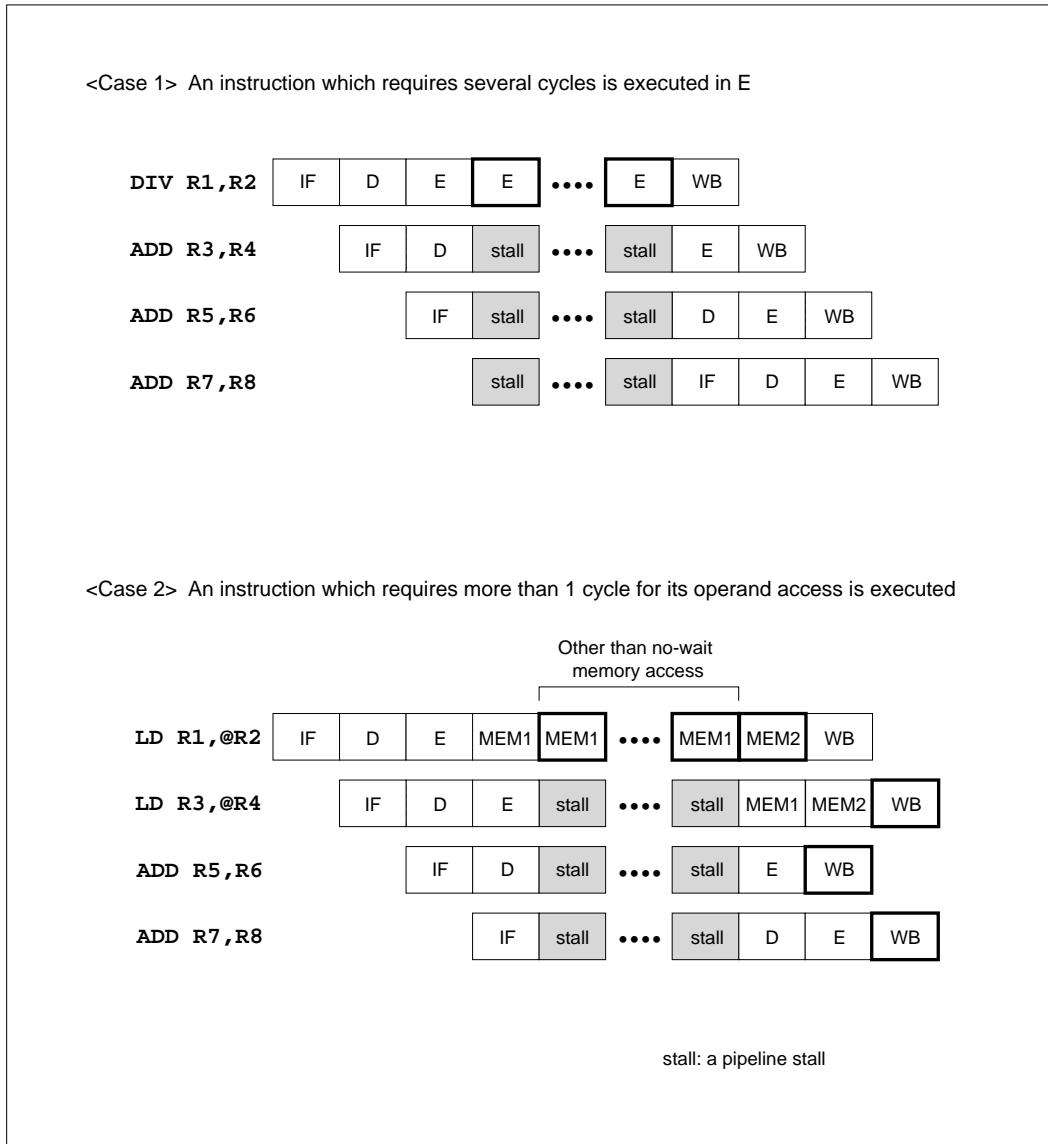 <Case 1> An instruction which requires several cycles is executed in E
DIV R1,R2 IF D E E •••• E WB
ADD R3,R4 IF D stall •••• stall E WB
ADD R5,R6 IF stall •••• stall D E WB
ADD R7,R8 stall •••• stall IF D E WB
<Case 2> An instruction which requires more than 1 cycle for its operand access is executed
Other than no-wait
memory access
LD R1,@R2 IF D E MEM1 MEM1 •••• MEM1 MEM2 WB
LD R3,@R4 IF D E stall •••• stall MEM1 MEM2 WB
ADD R5,R6 IF D stall •••• stall E WB
ADD R7,R8 IF stall •••• stall D E WB
stall: a pipeline stall